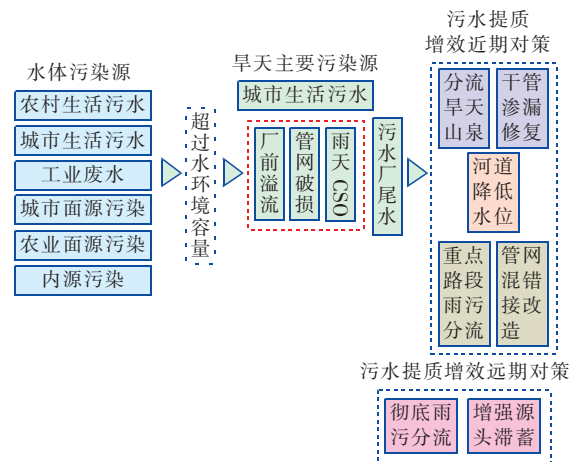 水体污染源
农村生活污水
城市生活污水
工业废水
城市面源污染
农业面源污染
内源污染
超过水环境容量
旱天主要污染源
城市生活污水
厂前溢流
管网破损
雨天CSO
污水厂尾水
污水提质
增效近期对策
分流
旱天
山泉
干管
渗漏
修复
河道
降低
水位
重点
路段
雨污
分流
管网
混错
接改
造
污水提质增效远期对策
彻底雨
污分流
增强源
头滞蓄